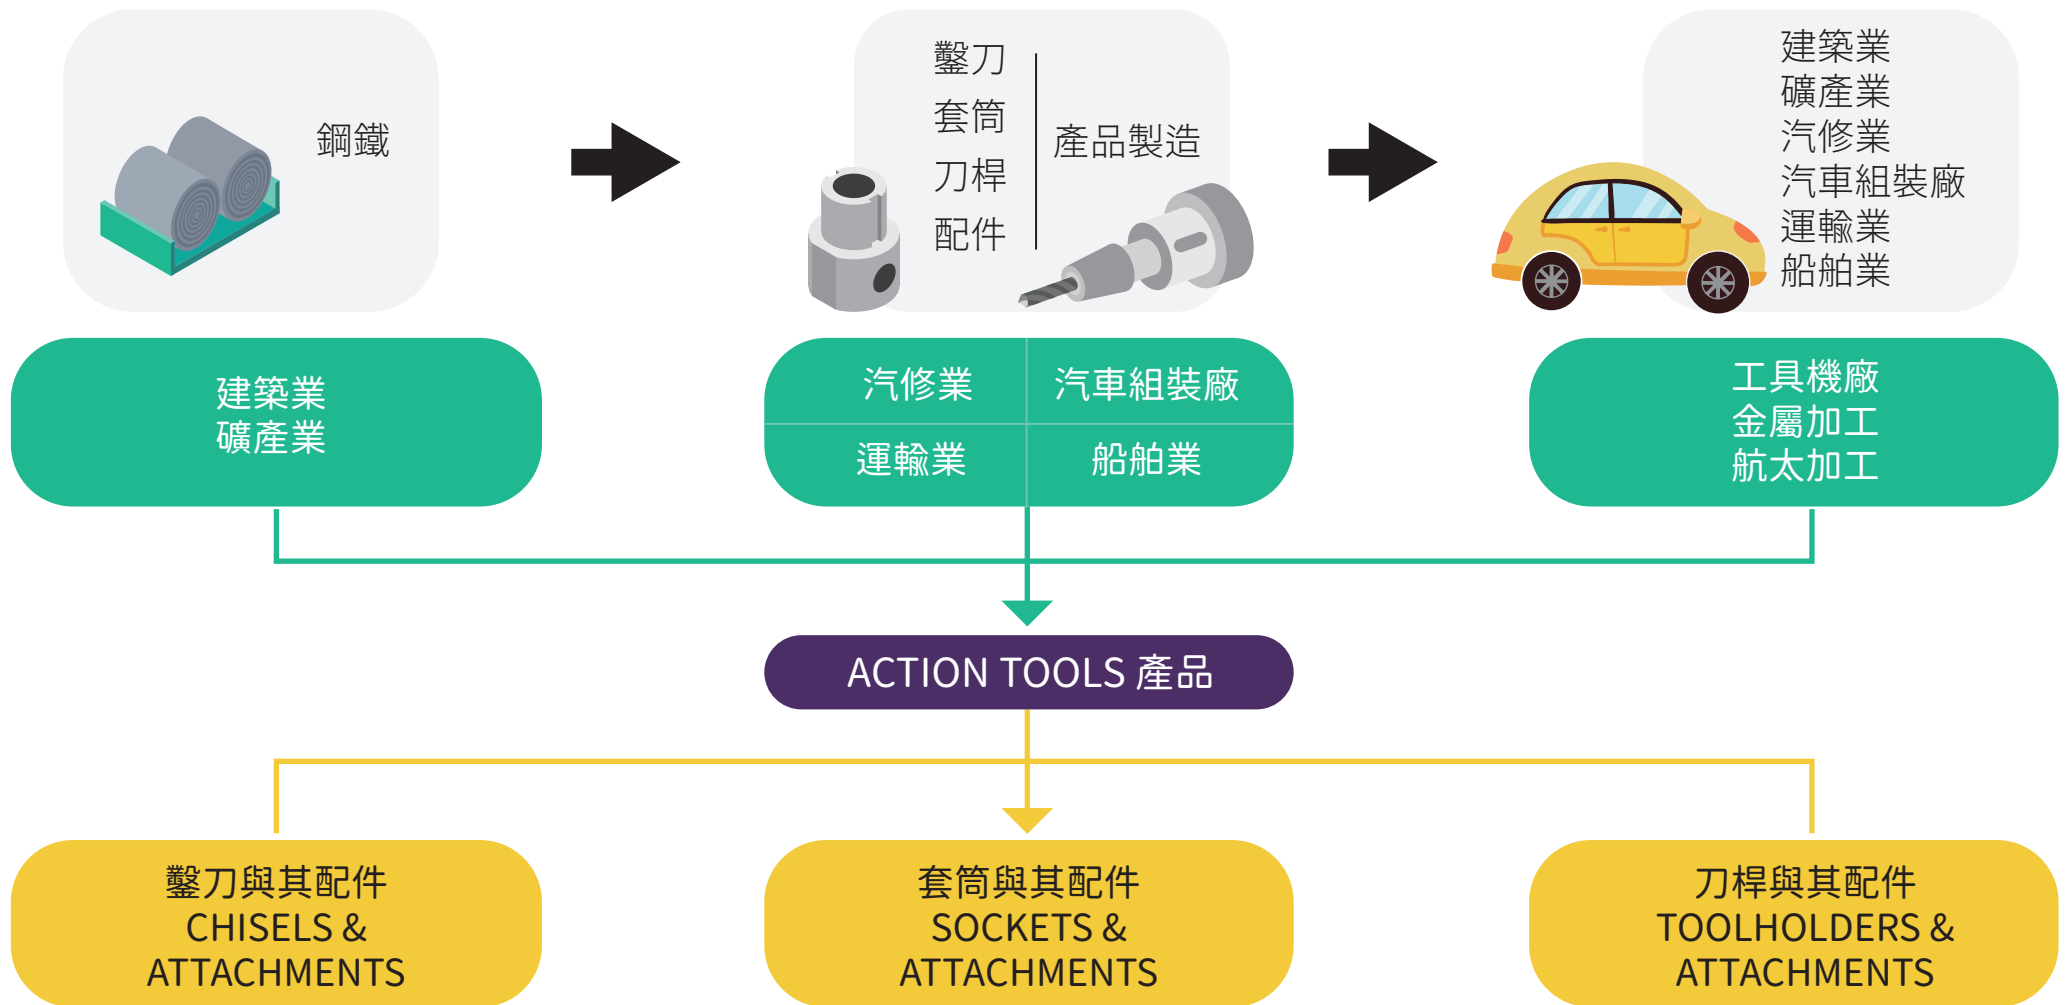 鋼鐵
鑿刀
套筒
刀桿
配件
產品製造
建築業
礦產業
汽修業
汽車組裝廠
運輸業
船舶業
建築業
礦產業
汽修業
汽車組裝廠
運輸業
船舶業
工具機廠
金屬加工
航太加工
ACTION TOOLS 產品
鑿刀與其配件
CHISELS &
ATTACHMENTS
套筒與其配件
SOCKETS &
ATTACHMENTS
刀桿與其配件
TOOLHOLDERS &
ATTACHMENTS